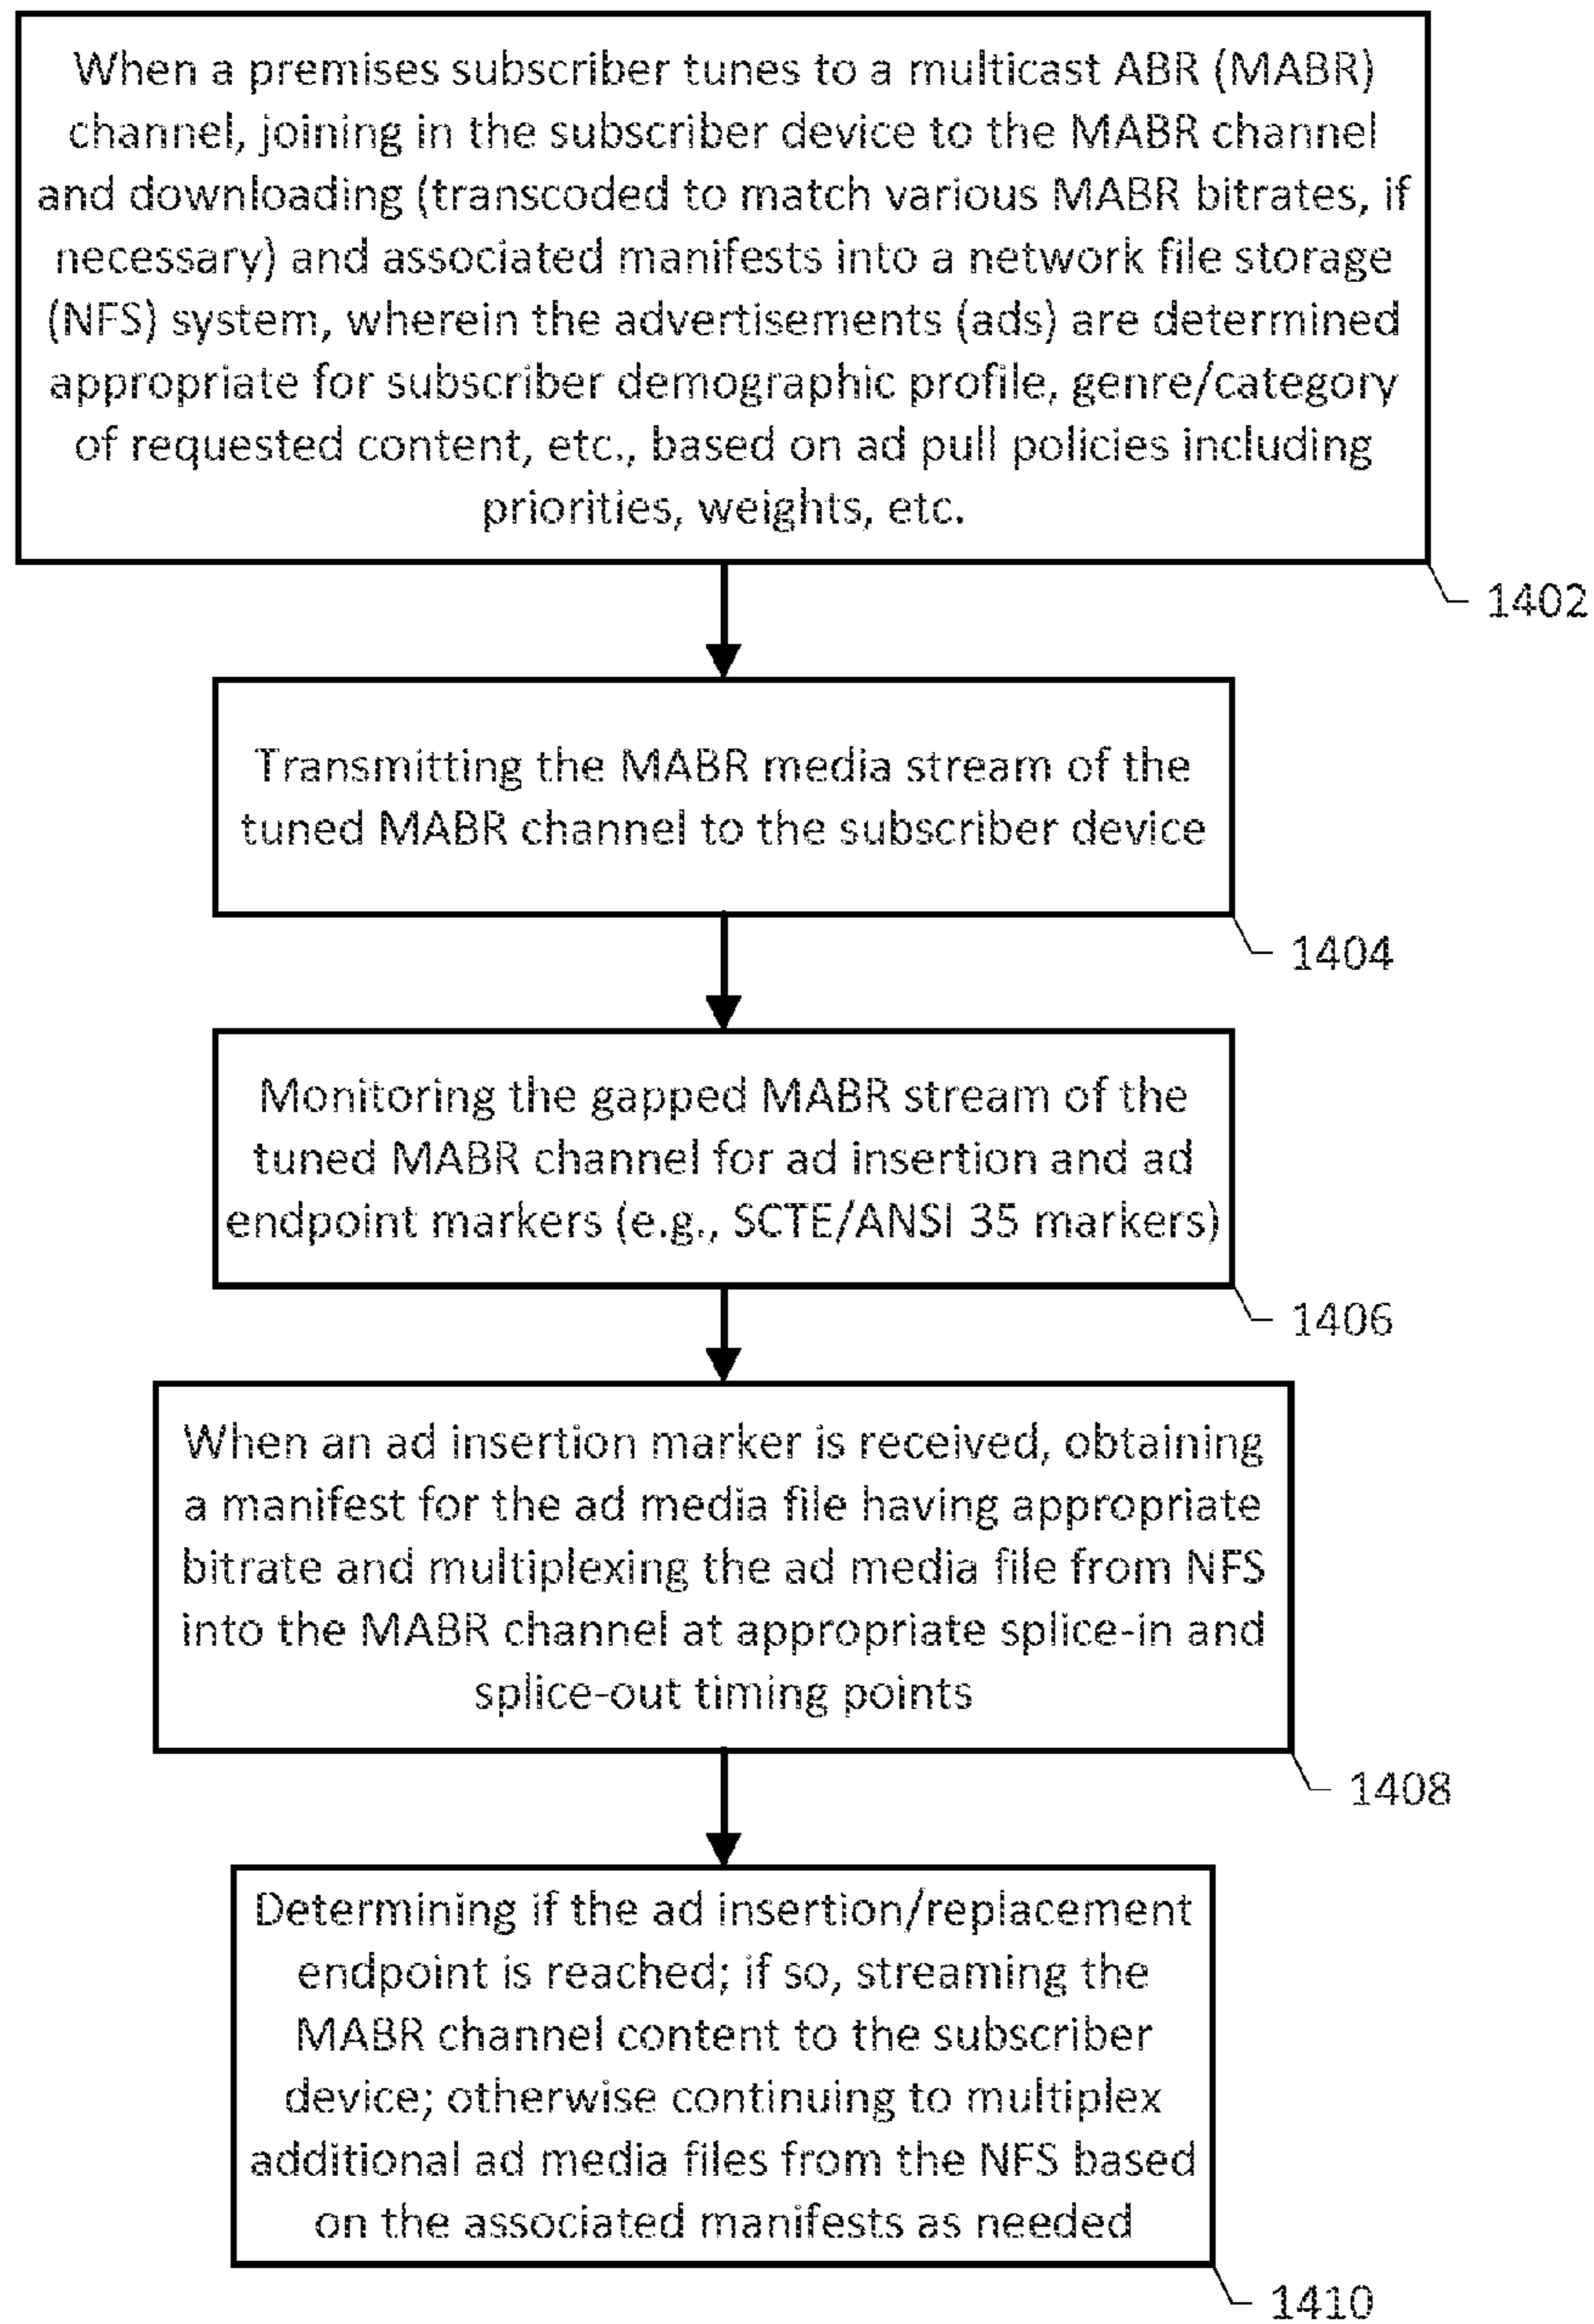 When a premises subscriber tunes to a multicast ABR (MABR)
channel, joining in the subscriber device to the MABR channel
and downloading (transcoded to match various MABR bitrates, if
necessary) and associated manifests into a network file storage
(NFS) system, wherein the advertisements (ads) are determined
appropriate for subscriber demographic profile, genre/category
of requested content, etc., based on ad pull policies including
priorities, weights, etc.
1402
Transmitting the MABR media stream of the
tuned MABR channel to the subscriber device
1404
Monitoring the gapped MABR stream of the
tuned MABR channel for ad insertion and ad
endpoint markers (e.g., SCTE/ANSI 35 markers)
1406
When an ad insertion marker is received, obtaining
a manifest for the ad media file having appropriate
bitrate and multiplexing the ad media file from NFS
into the MABR channel at appropriate splice-in and
splice-out timing points
1408
Determining if the ad insertion/replacement
endpoint is reached; if so, streaming the
MABR channel content to the subscriber
device; otherwise continuing to multiplex
additional ad media files from the NFS based
on the associated manifests as needed
1410